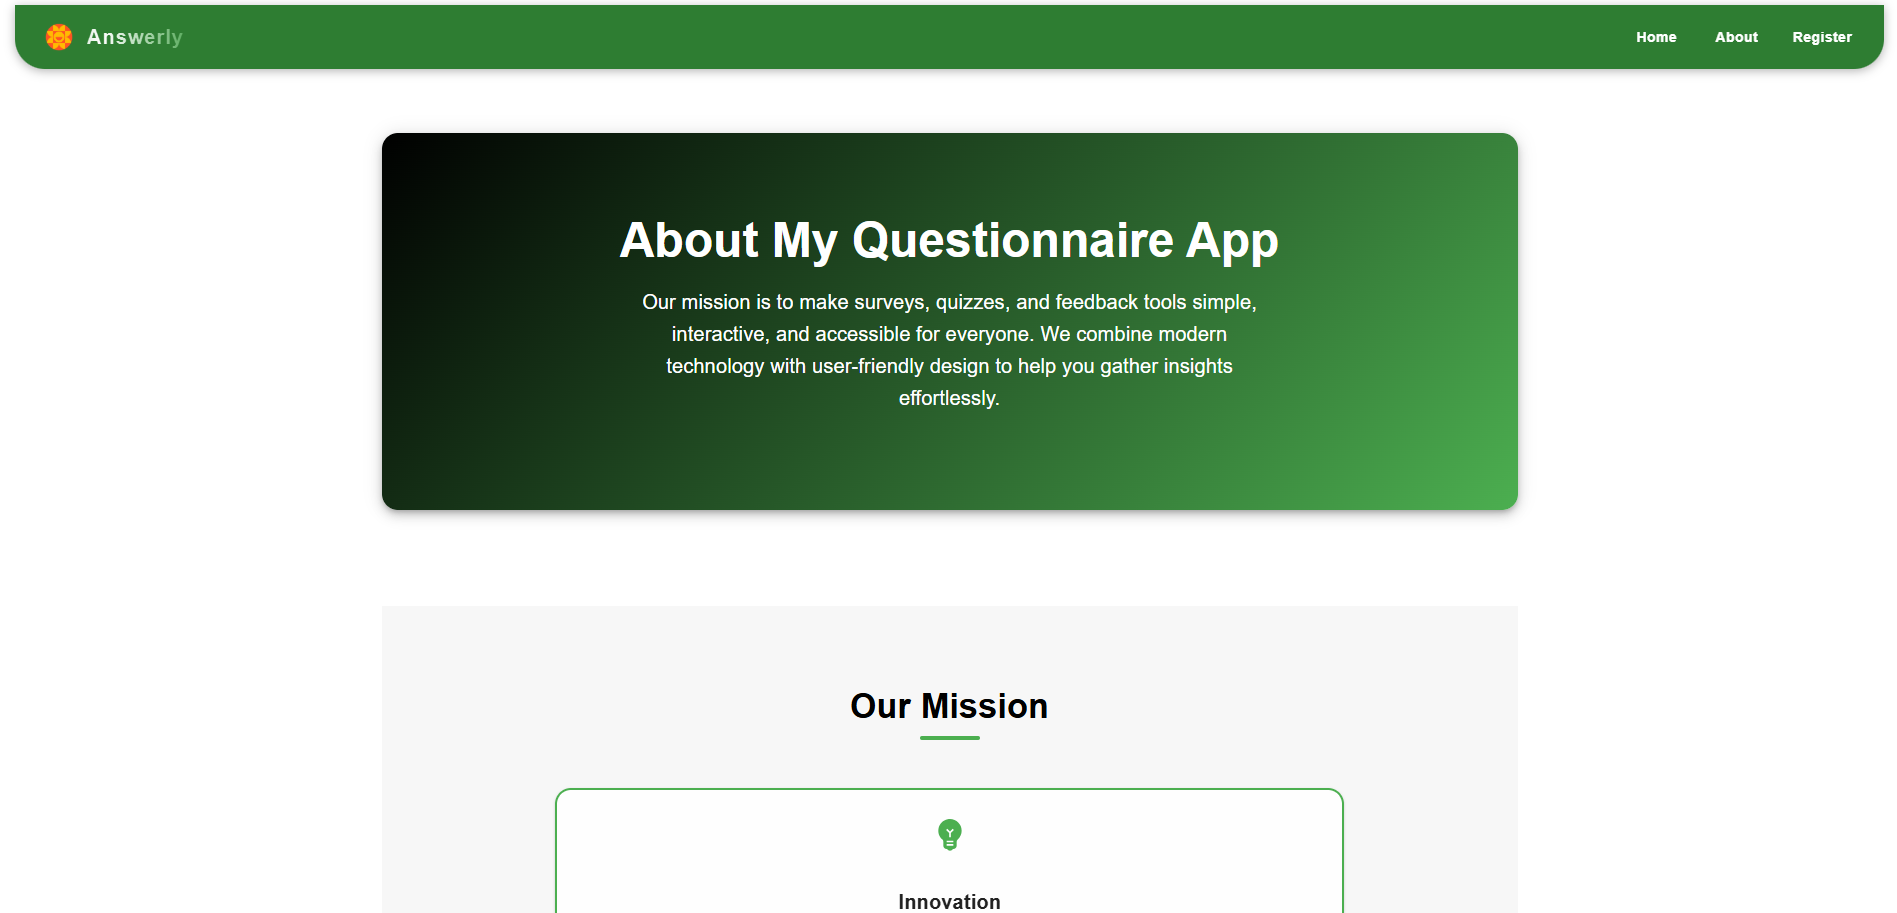 Answerly
Home About Register
About My Questionnaire App
Our mission is to make surveys, quizzes, and feedback tools simple,
interactive, and accessible for everyone. We combine modern
technology with user-friendly design to help you gather insights
effortlessly.
Our Mission
Innovation